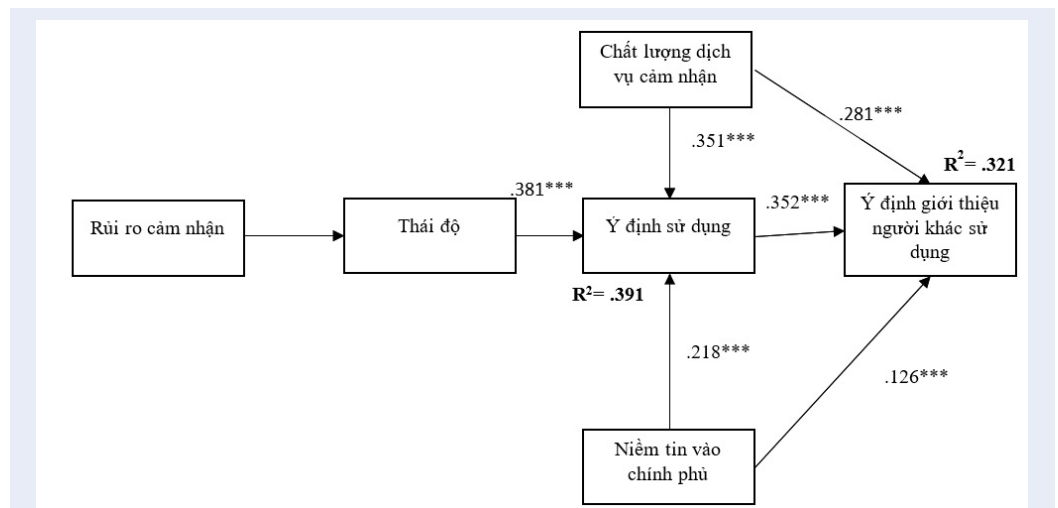 Chất lượng dịch
vụ cảm nhận
.281***
.351***
R²= .321
.381***
.352***
Rủi ro cảm nhận
Thái độ
Ý định sử dụng
Ý định giới thiệu
người khác sử
dụng
R²= .391
.218***
.126***
Niềm tin vào
chính phủ